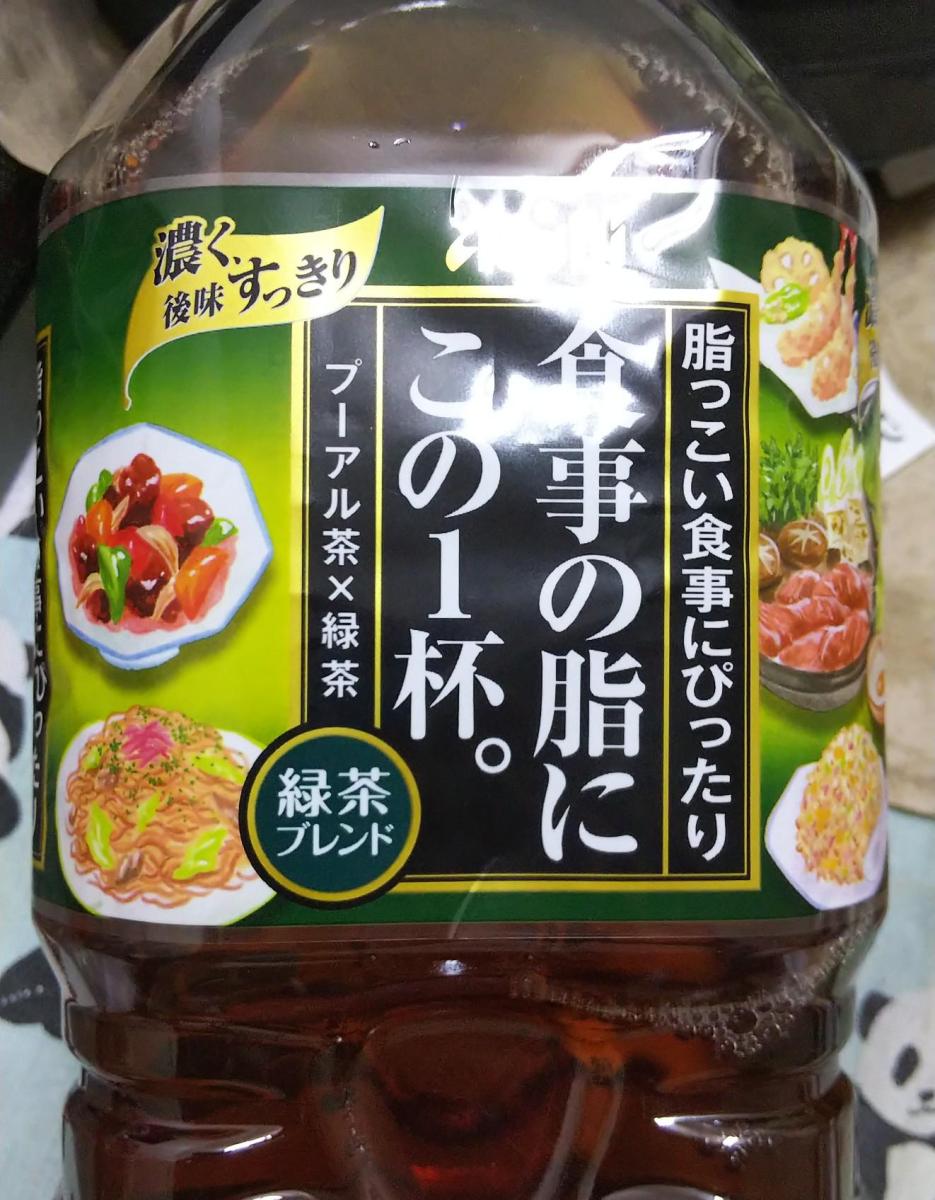 濃く、
後味すっきり
脂っこい食事にぴったり
食事の脂に
この1杯。
プーアル茶×緑茶
緑茶
ブレンド